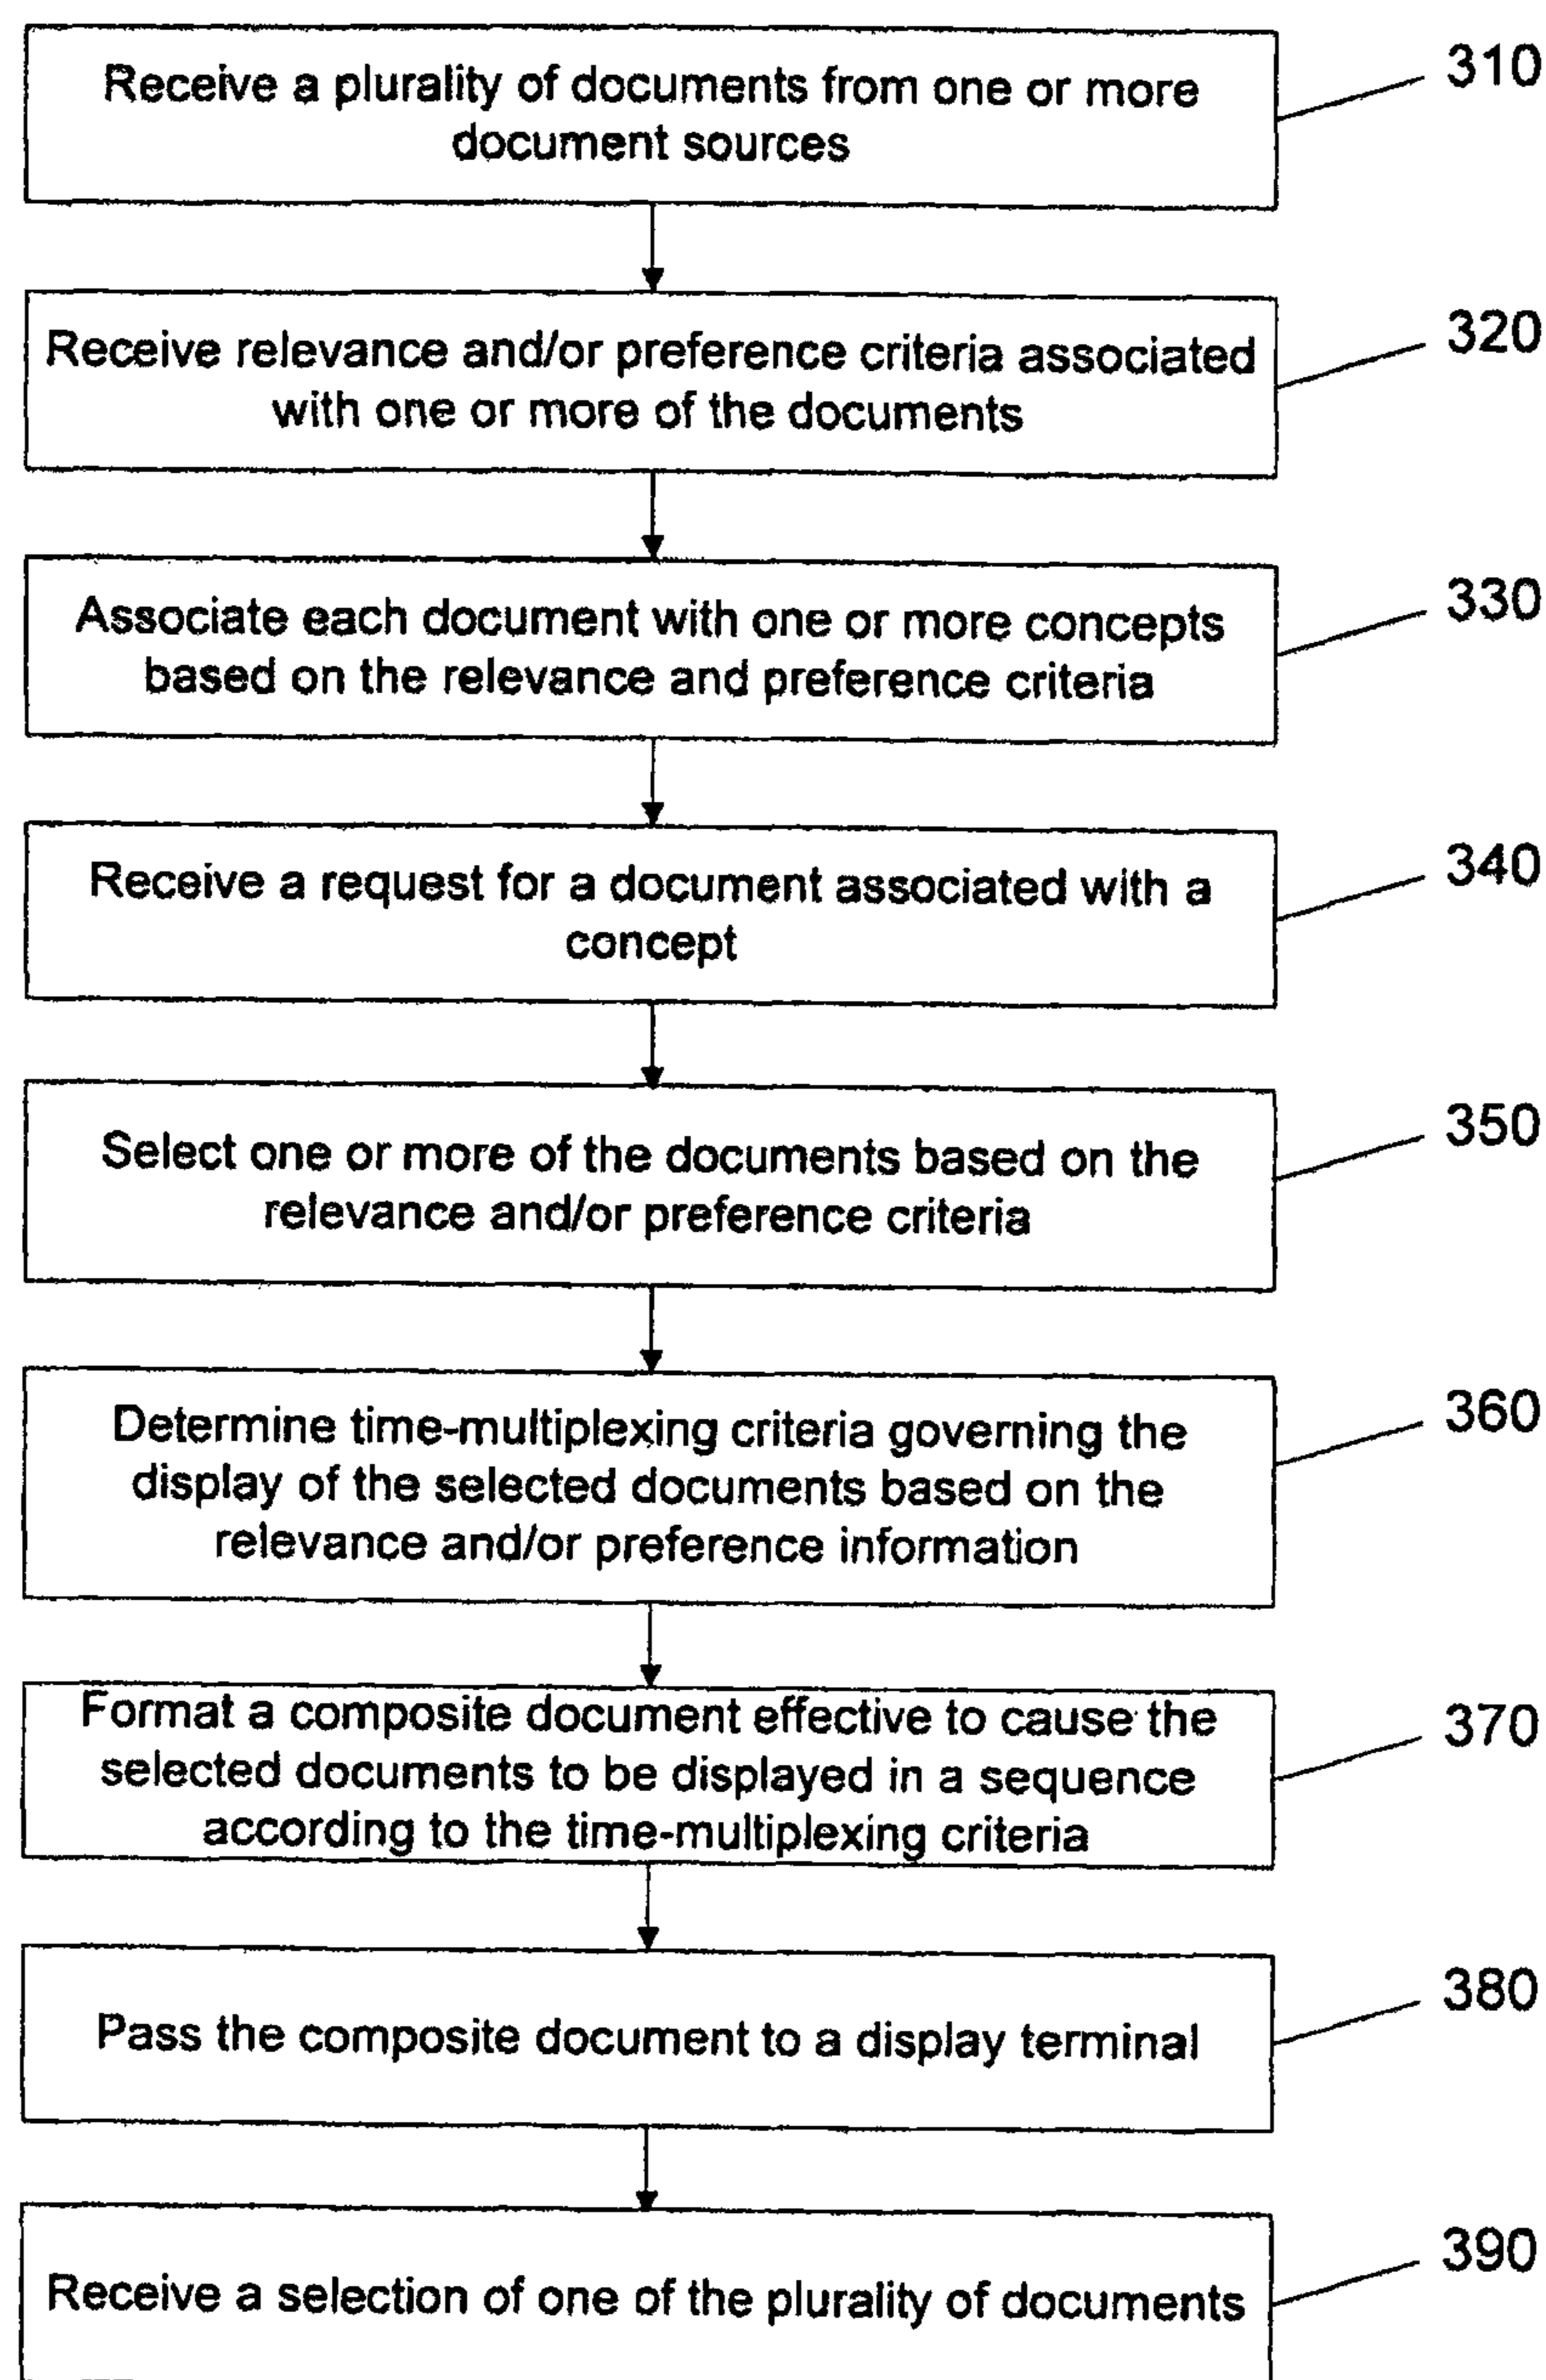 Receive a plurality of documents from one or more
document sources
310
Receive relevance and/or preference criteria associated
with one or more of the documents
320
Associate each document with one or more concepts
based on the relevance and preference criteria
330
Receive a request for a document associated with a
concept
340
Select one or more of the documents based on the
relevance and/or preference criteria
350
Determine time-multiplexing criteria governing the
display of the selected documents based on the
relevance and/or preference information
360
Format a composite document effective to cause the
selected documents to be displayed in a sequence
according to the time-multiplexing criteria
370
Pass the composite document to a display terminal
380
Receive a selection of one of the plurality of documents
390